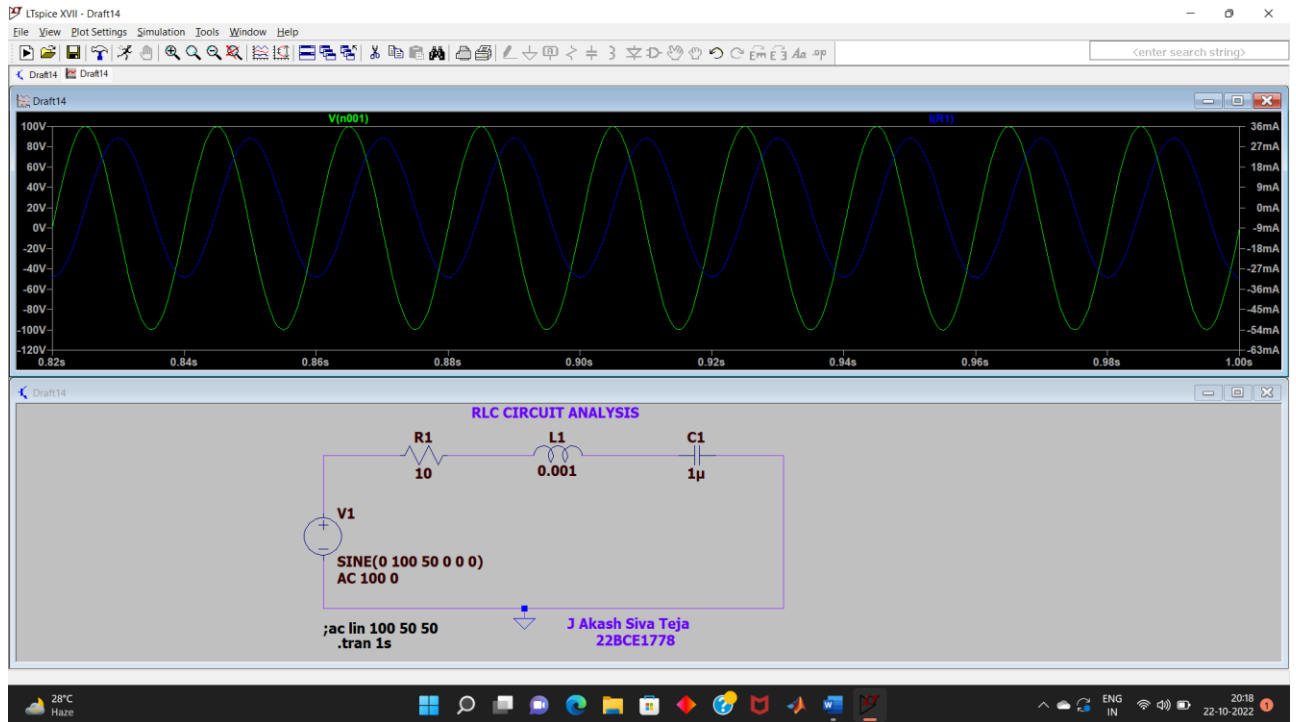 LTspice XVII - Draft14
File View Plot Settings Simulation Tools Window Help
<enter search string>
Draft14 Draft14
Draft14
V(n001) I(R1)
100V 36mA
80V 27mA
60V 18mA
40V 9mA
20V 0mA
0V -9mA
-20V -18mA
-40V -27mA
-60V -36mA
-80V -45mA
-100V -54mA
-120V -63mA
0.82s 0.84s 0.86s 0.88s 0.90s 0.92s 0.94s 0.96s 0.98s 1.00s
Draft14
RLC CIRCUIT ANALYSIS
R1 L1 C1
10 0.001 1µ
V1
SINE(0 100 50 0 0 0)
AC 100 0
;ac lin 100 50 50
.tran 1s
J Akash Siva Teja
22BCE1778
28°C
Haze
ENG
IN
20:18
22-10-2022
1